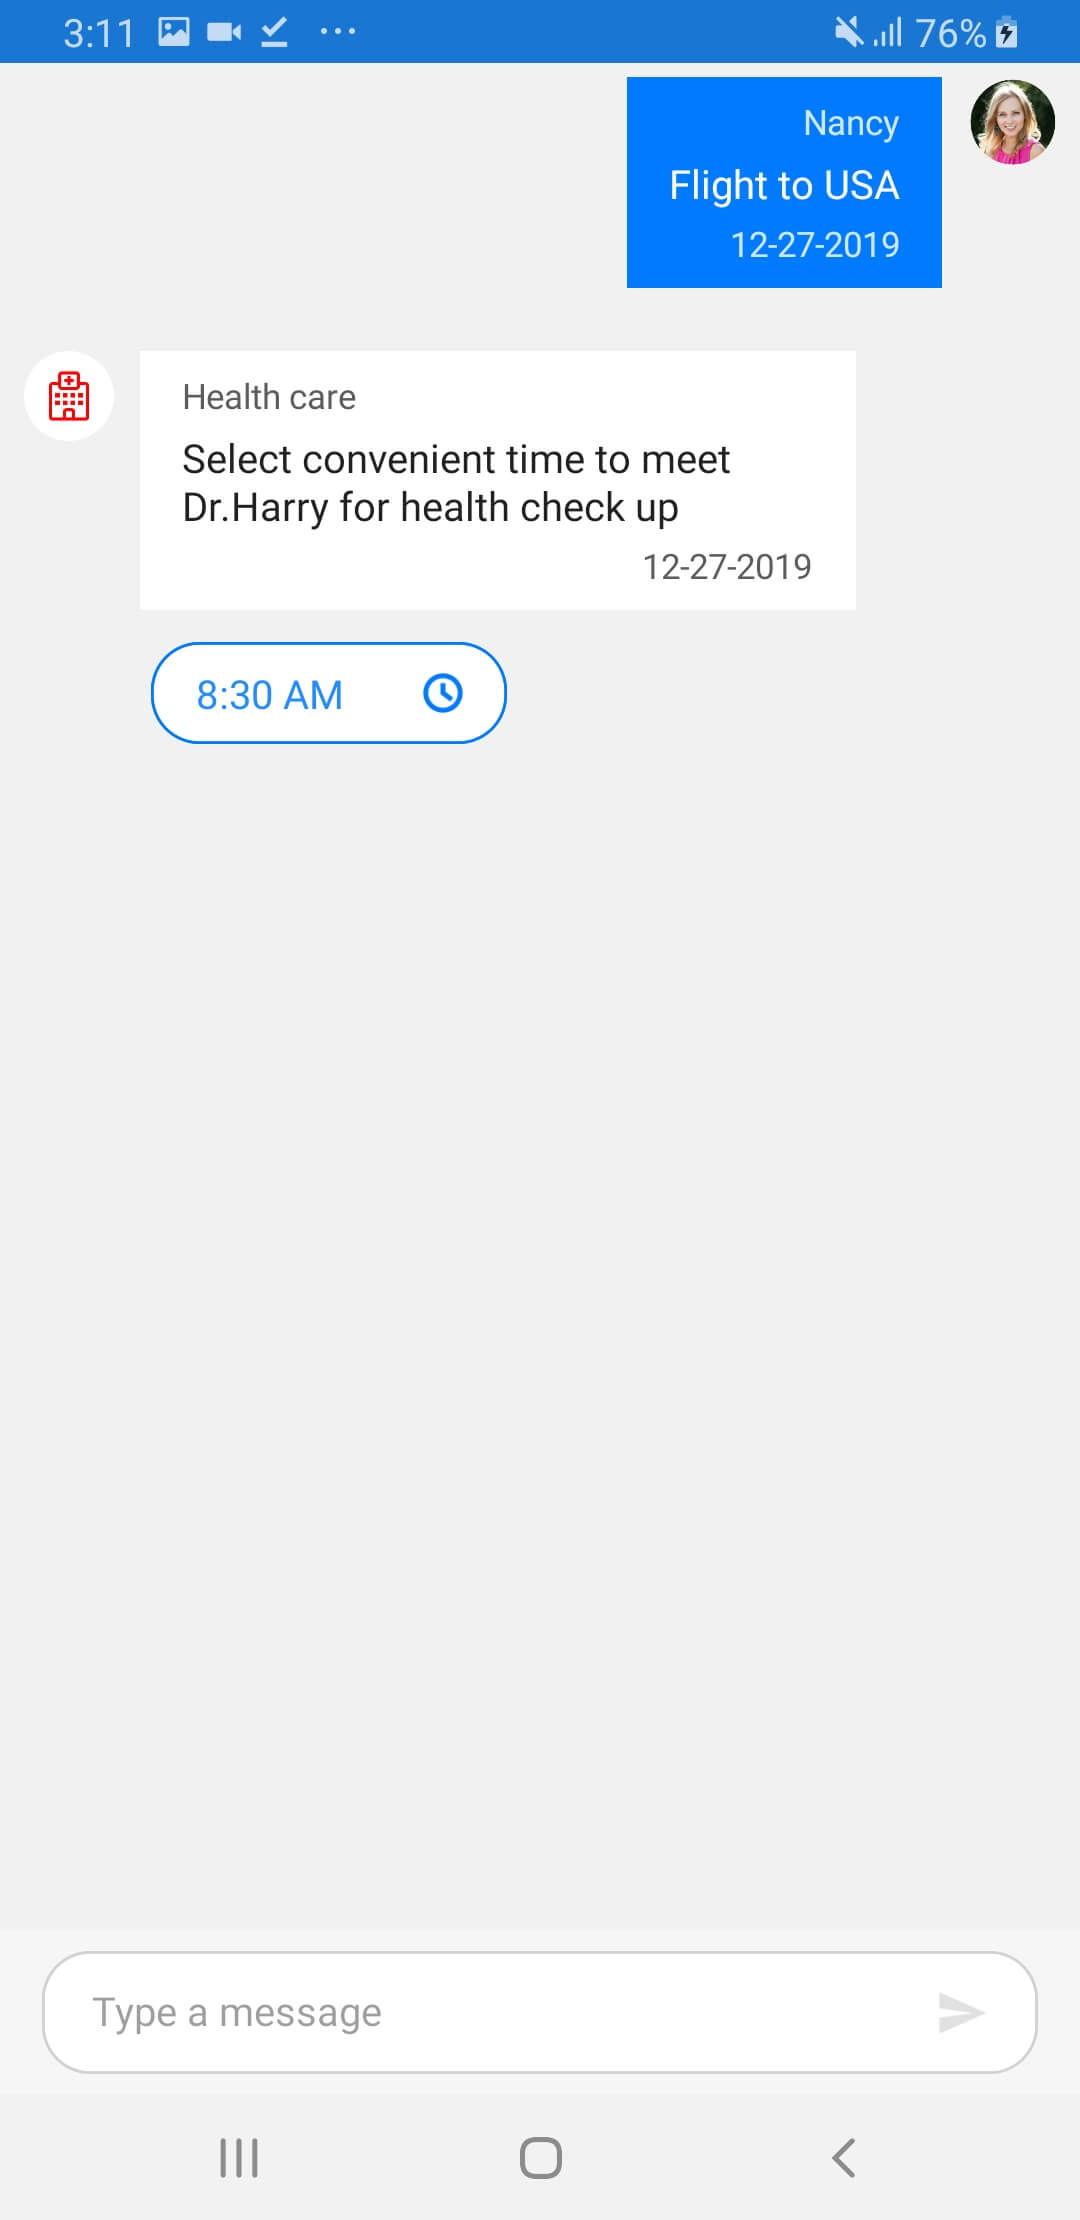 3:11 76%
Nancy
Flight to USA
12-27-2019
Health care
Select convenient time to meet
Dr.Harry for health check up
12-27-2019
8:30 AM
Type a message